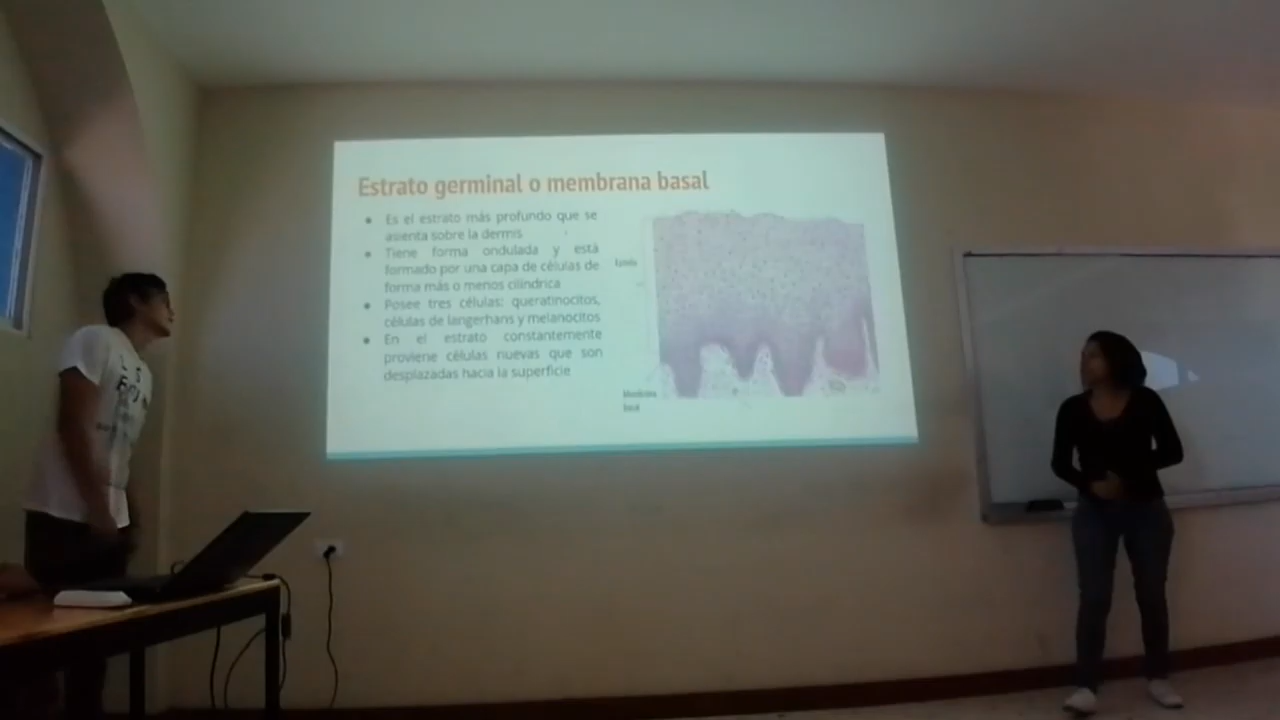 Estrato germinal o membrana basal
● Es el estrato más profundo que se
asienta sobre la dermis
● Tiene forma ondulada y está
formado por una capa de células de
forma más o menos cilíndrica
● Posee tres células: queratinocitos,
células de langerhans y melanocitos
● En el estrato constantemente
proviene células nuevas que son
desplazadas hacia la superficie
Membrana
basal